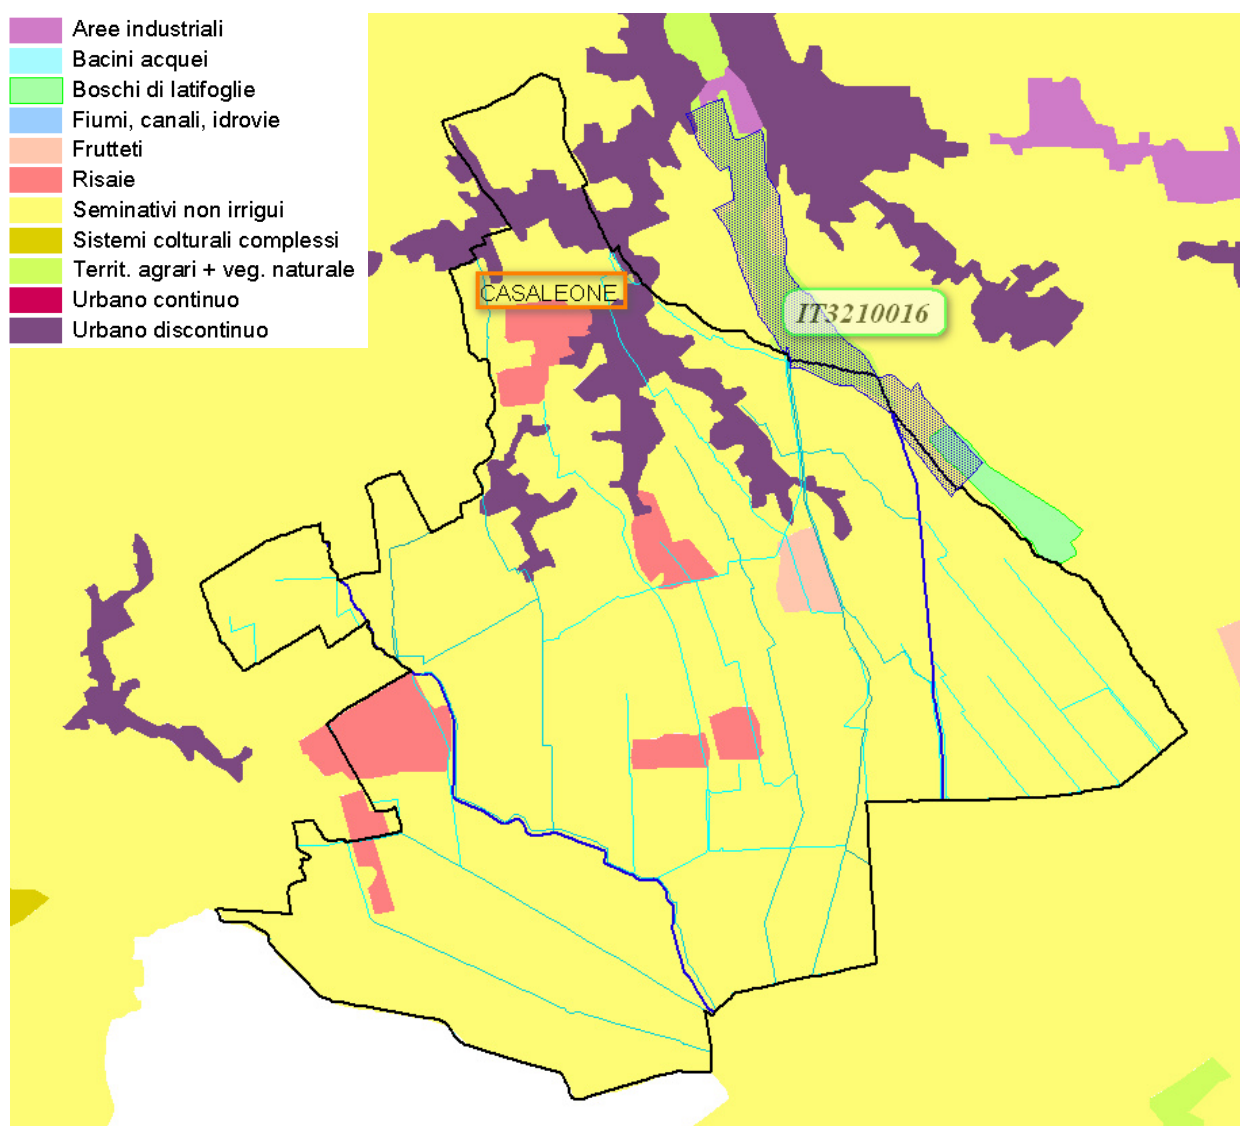 Aree industriali
Bacini acquei
Boschi di latifoglie
Fiumi, canali, idrovie
Frutteti
Risaie
Seminativi non irrigui
Sistemi colturali complessi
Territ. agrari + veg. naturale
Urbano continuo
Urbano discontinuo
CASALEONE
IT3210016